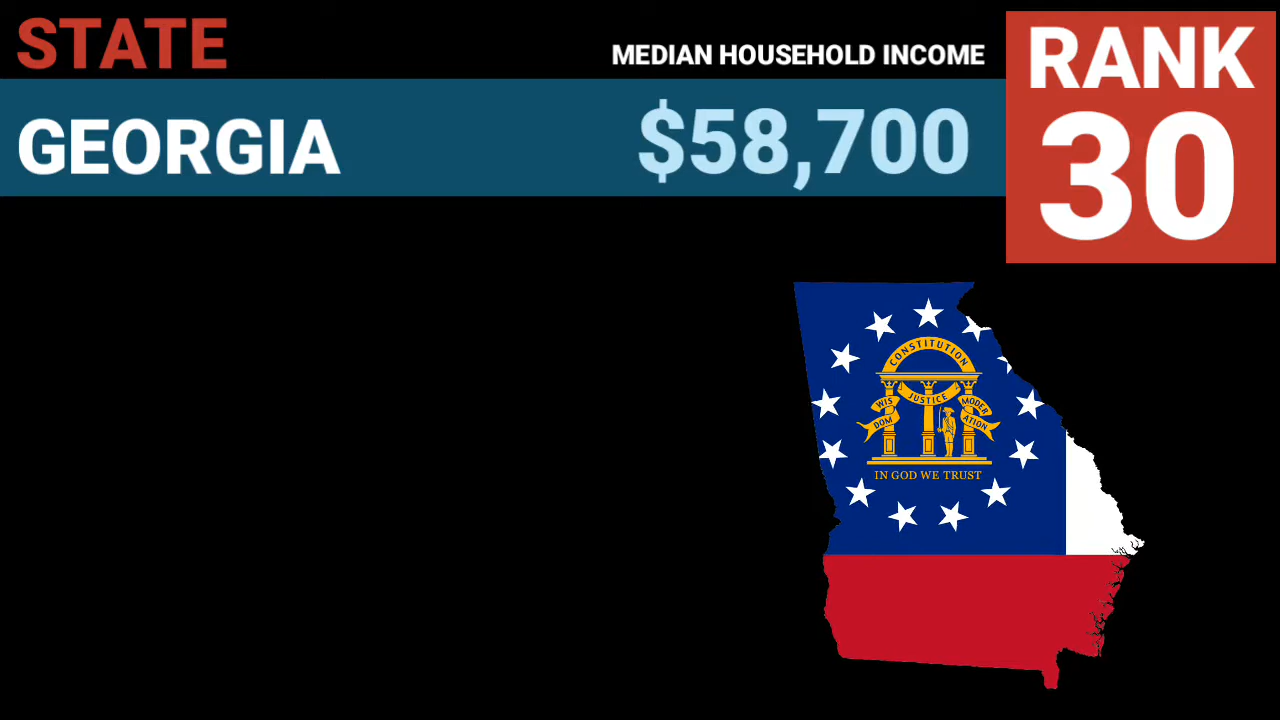 STATE
MEDIAN HOUSEHOLD INCOME
RANK
30
GEORGIA
$58,700
CONSTITUTION
WIS
DOM
JUSTICE
MODER
ATION
IN GOD WE TRUST